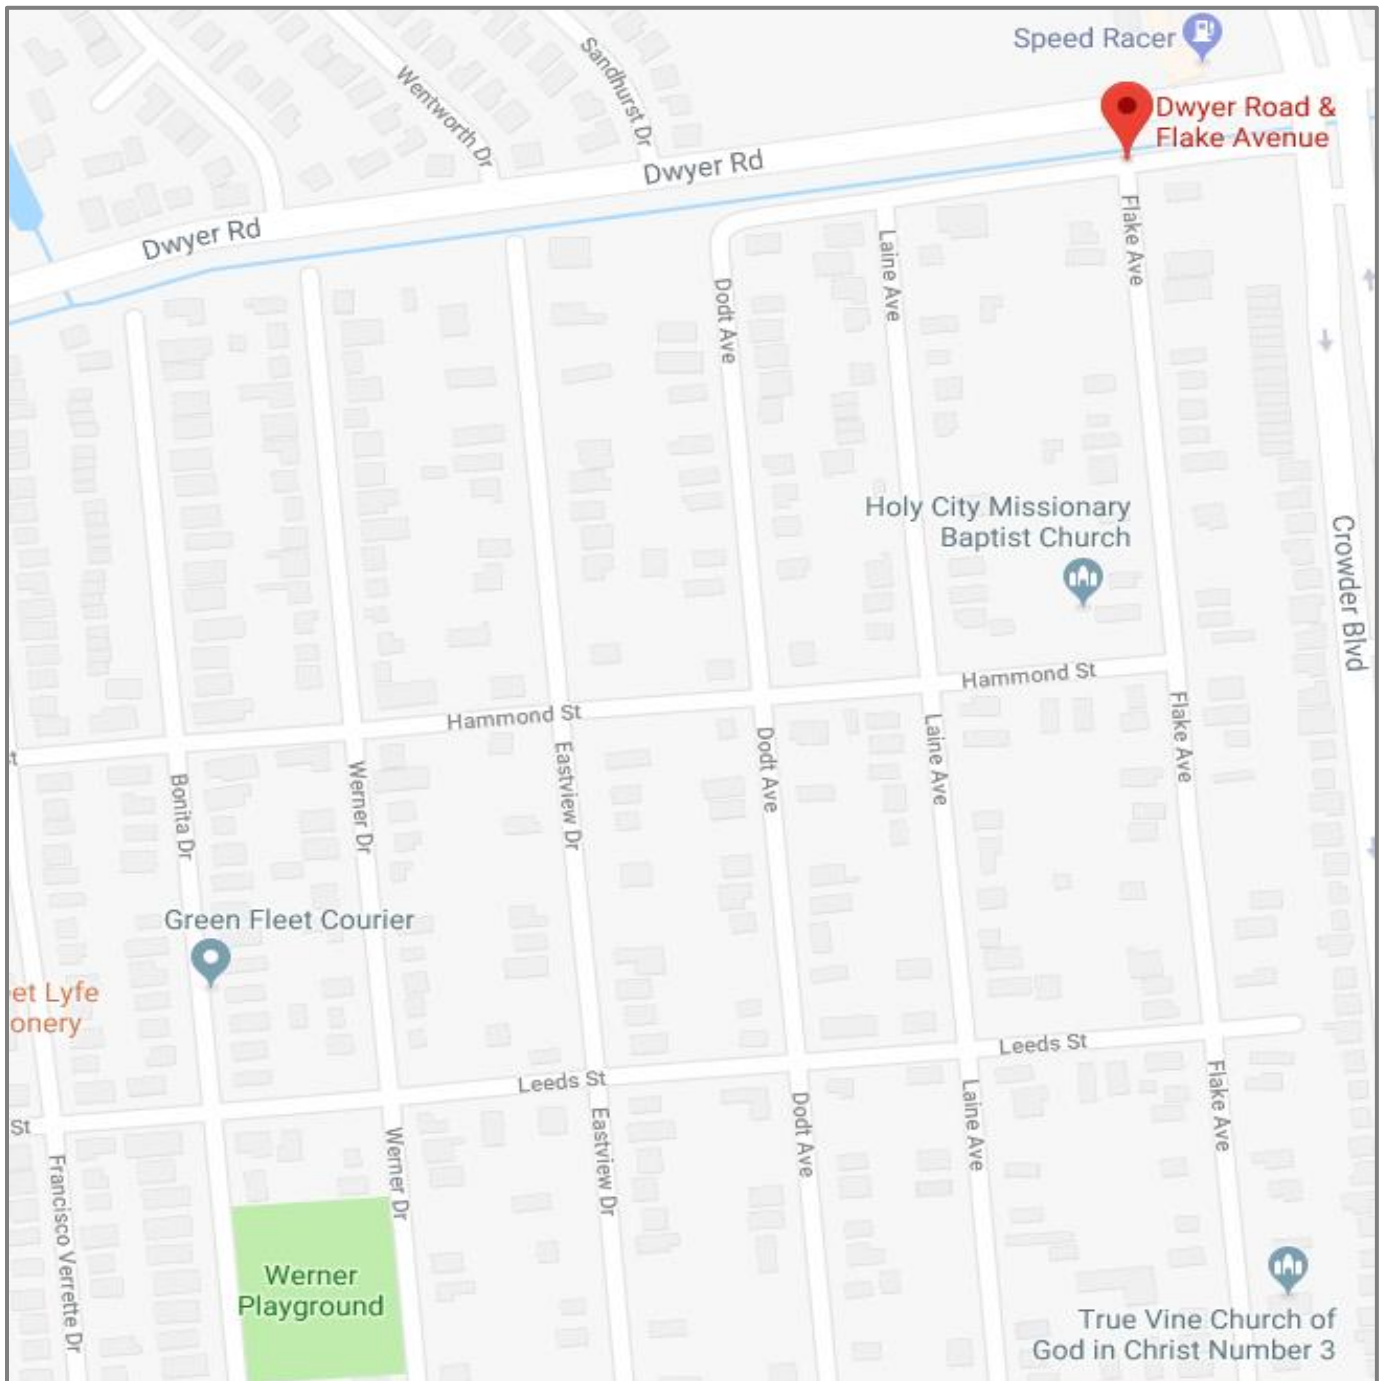 Speed Racer
Sandhurst Dr
Wentworth Dr
Dwyer Road &
Flake Avenue
Dwyer Rd
Dwyer Rd
Flake Ave
Laine Ave
Dodt Ave
Holy City Missionary
Baptist Church
Crowder Blvd
Hammond St
Hammond St
Flake Ave
Laine Ave
Dodt Ave
Eastview Dr
Werner Dr
Bonita Dr
Green Fleet Courier
et Lyfe
onery
Leeds St
Leeds St
St
Flake Ave
Laine Ave
Dodt Ave
Eastview Dr
Werner Dr
Francisco Verrette Dr
Werner
Playground
True Vine Church of
God in Christ Number 3